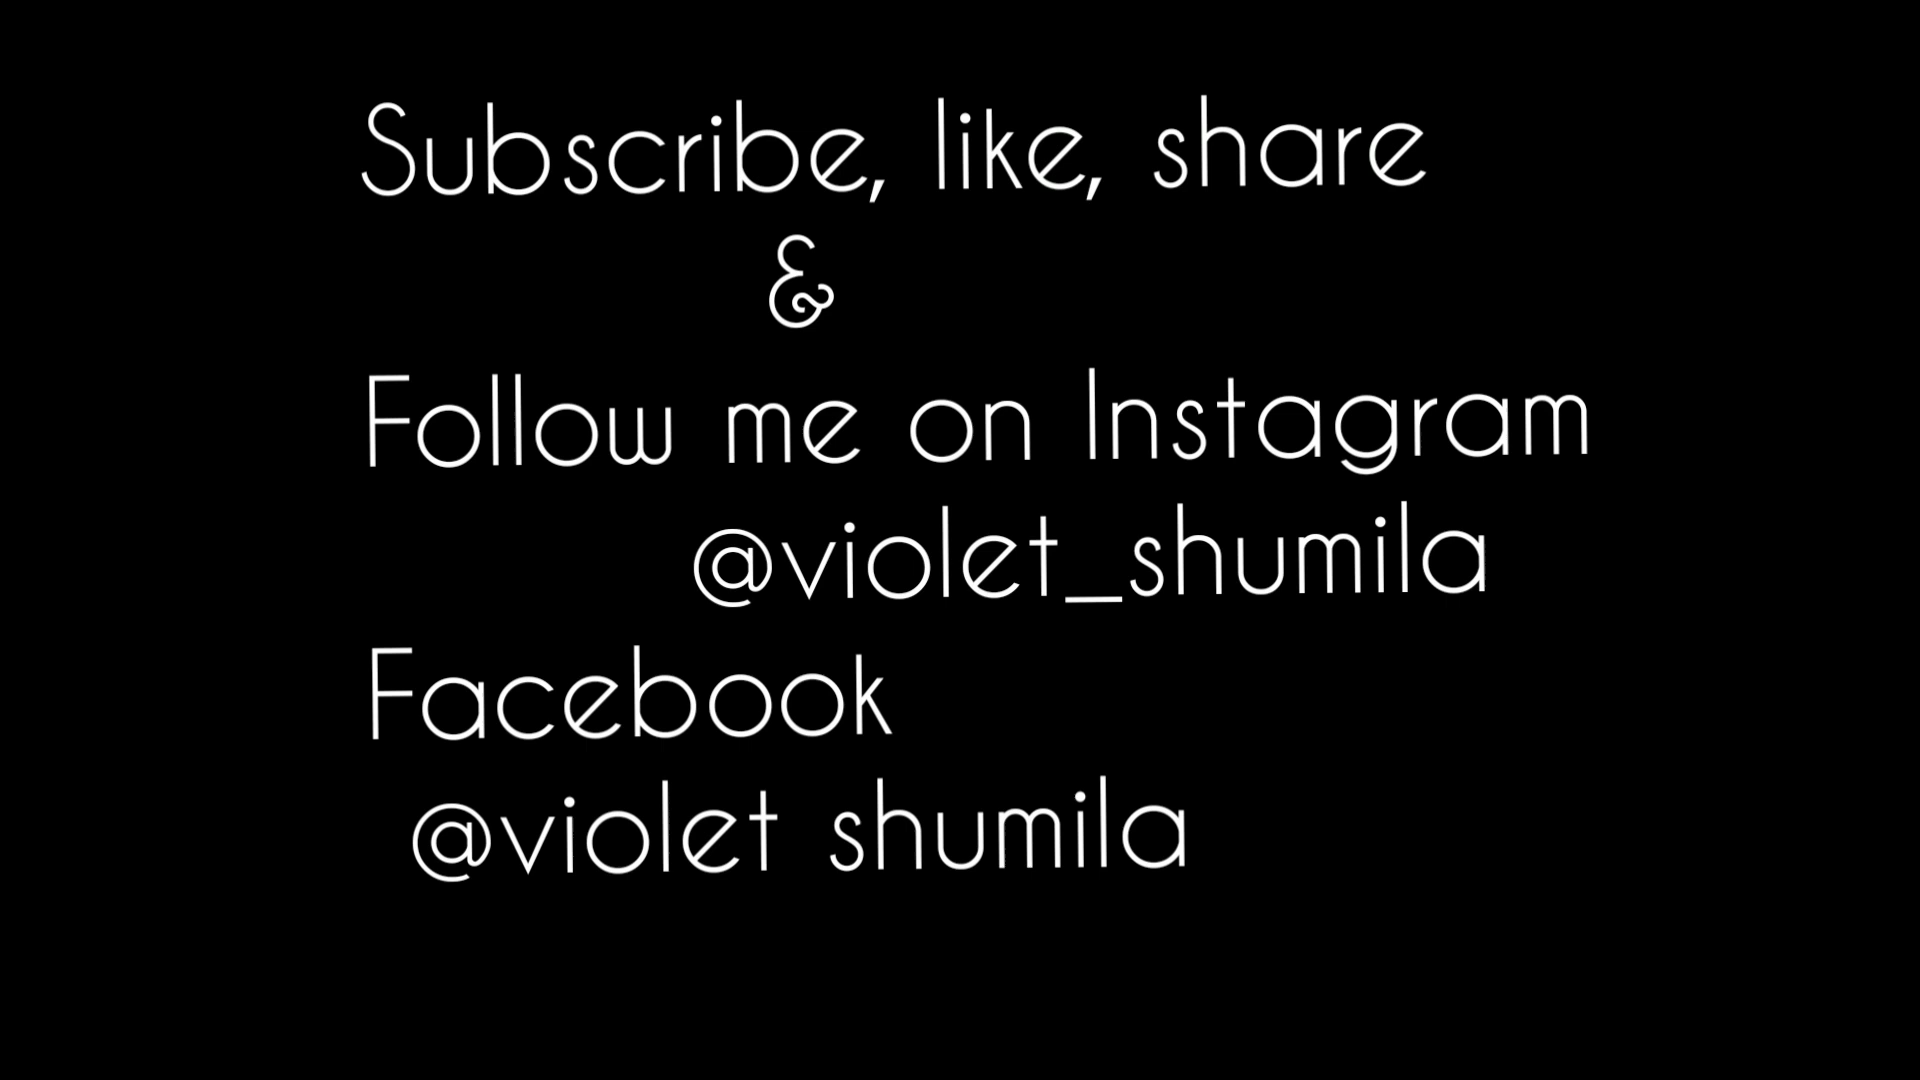 Subscribe, like, share
&
Follow me on Instagram
@violet_shumila
Facebook
@violet shumila